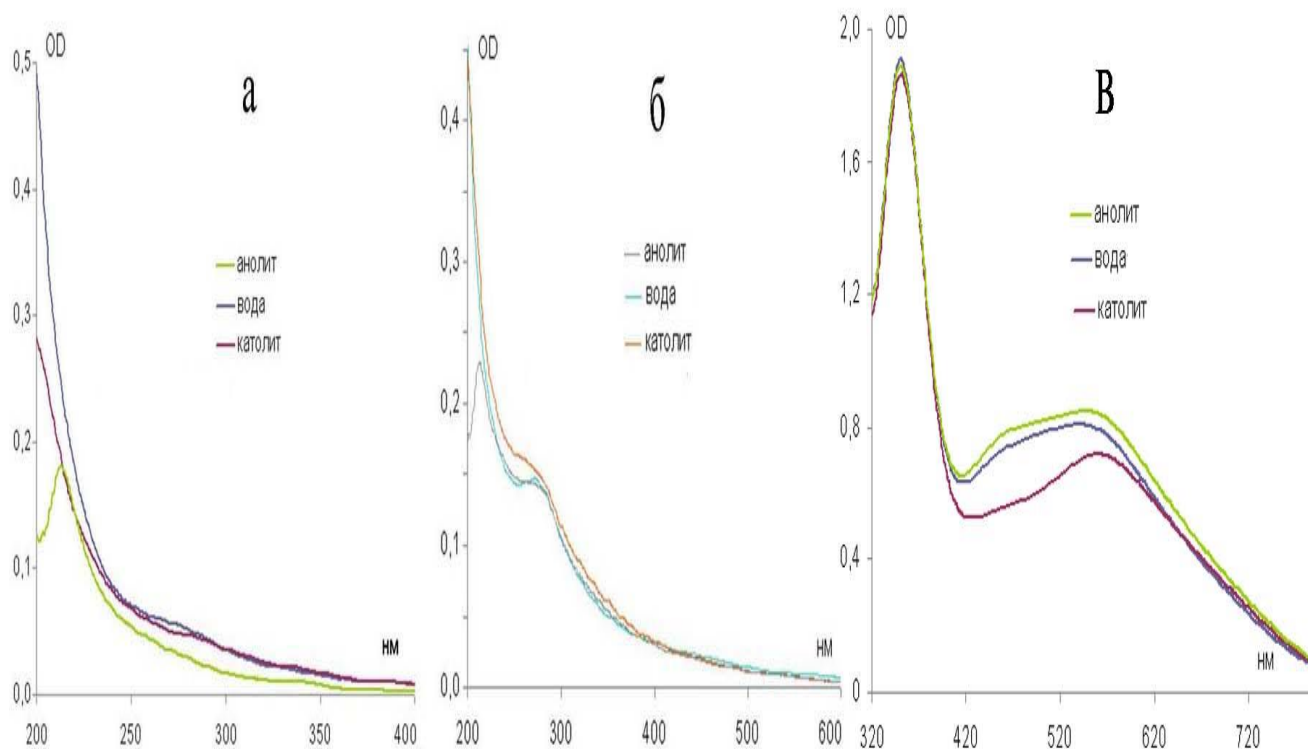 OD
а
0,5
0,4
0,3
0,2
0,1
0,0
анолит
вода
католит
нм
200 250 300 350 400
OD
б
0,4
0,3
0,2
0,1
0,0
анолит
вода
католит
нм
200 300 400 500 600
OD
В
2,0
1,6
1,2
0,8
0,4
0
анолит
вода
католит
нм
320 420 520 620 720